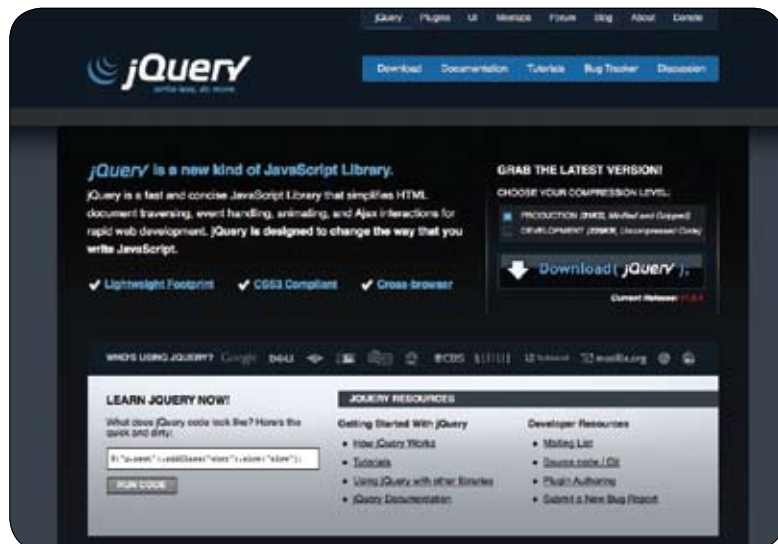 jQuery Plugins UI Meetups Forum Blog About Donate
jQuery
write less, do more.
Download Documentation Tutorials Bug Tracker Discussion
jQuery is a new kind of JavaScript Library.
jQuery is a fast and concise JavaScript Library that simplifies HTML
document traversing, event handling, animating, and Ajax interactions for
rapid web development. jQuery is designed to change the way that you
write JavaScript.
Lightweight Footprint CSS3 Compliant Cross-browser
GRAB THE LATEST VERSION!
CHOOSE YOUR COMPRESSION LEVEL:
PRODUCTION Minified and Gzipped)
DEVELOPMENT Uncompressed Code)
Download( jQuery );
Current Release:
WHO'S USING JQUERY? Google DELL CBS mozilla.org
LEARN JQUERY NOW!
What does jQuery code look like? Here's the
quick and dirty:
RUN CODE
JQUERY RESOURCES
Getting Started With jQuery
How jQuery Works
Tutorials
Using jQuery with other libraries
jQuery Documentation
Developer Resources
Mailing List
Source code / Git
Plugin Authoring
Submit a New Bug Report